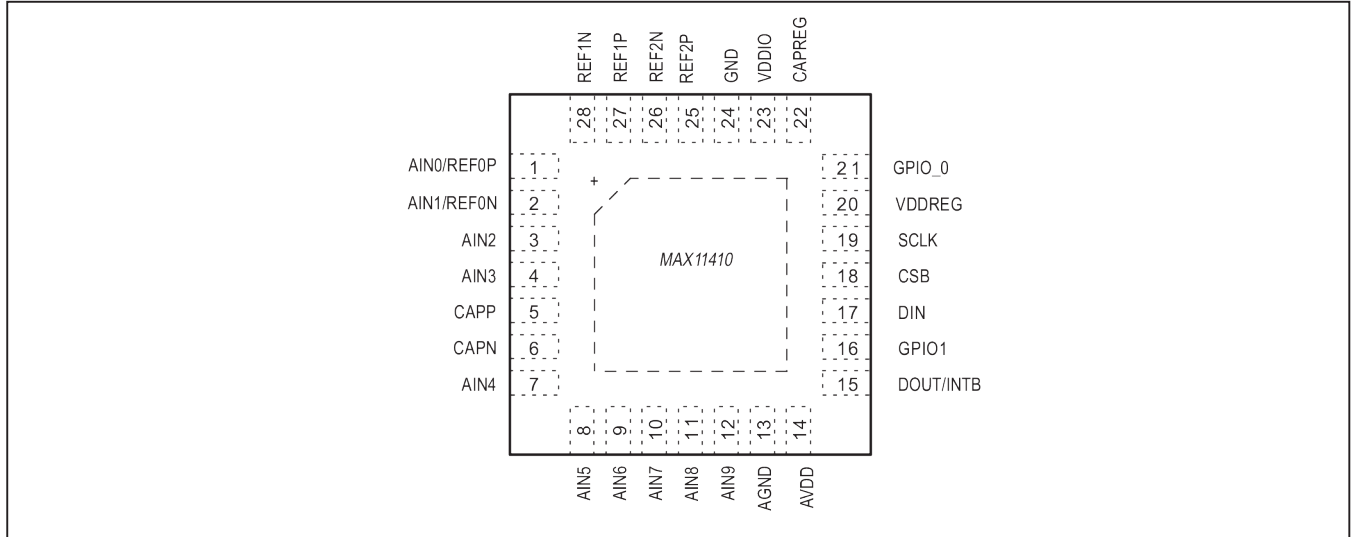 REF1N
REF1P
REF2N
REF2P
GND
VDDIO
CAPREG
28
27
26
25
24
23
22
AIN0/REF0P 1
AIN1/REF0N 2
AIN2 3
AIN3 4
CAPP 5
CAPN 6
AIN4 7
+
MAX11410
21 GPIO_0
20 VDDREG
19 SCLK
18 CSB
17 DIN
16 GPIO1
15 DOUT/INTB
8
9
10
11
12
13
14
AIN5
AIN6
AIN7
AIN8
AIN9
AGND
AVDD